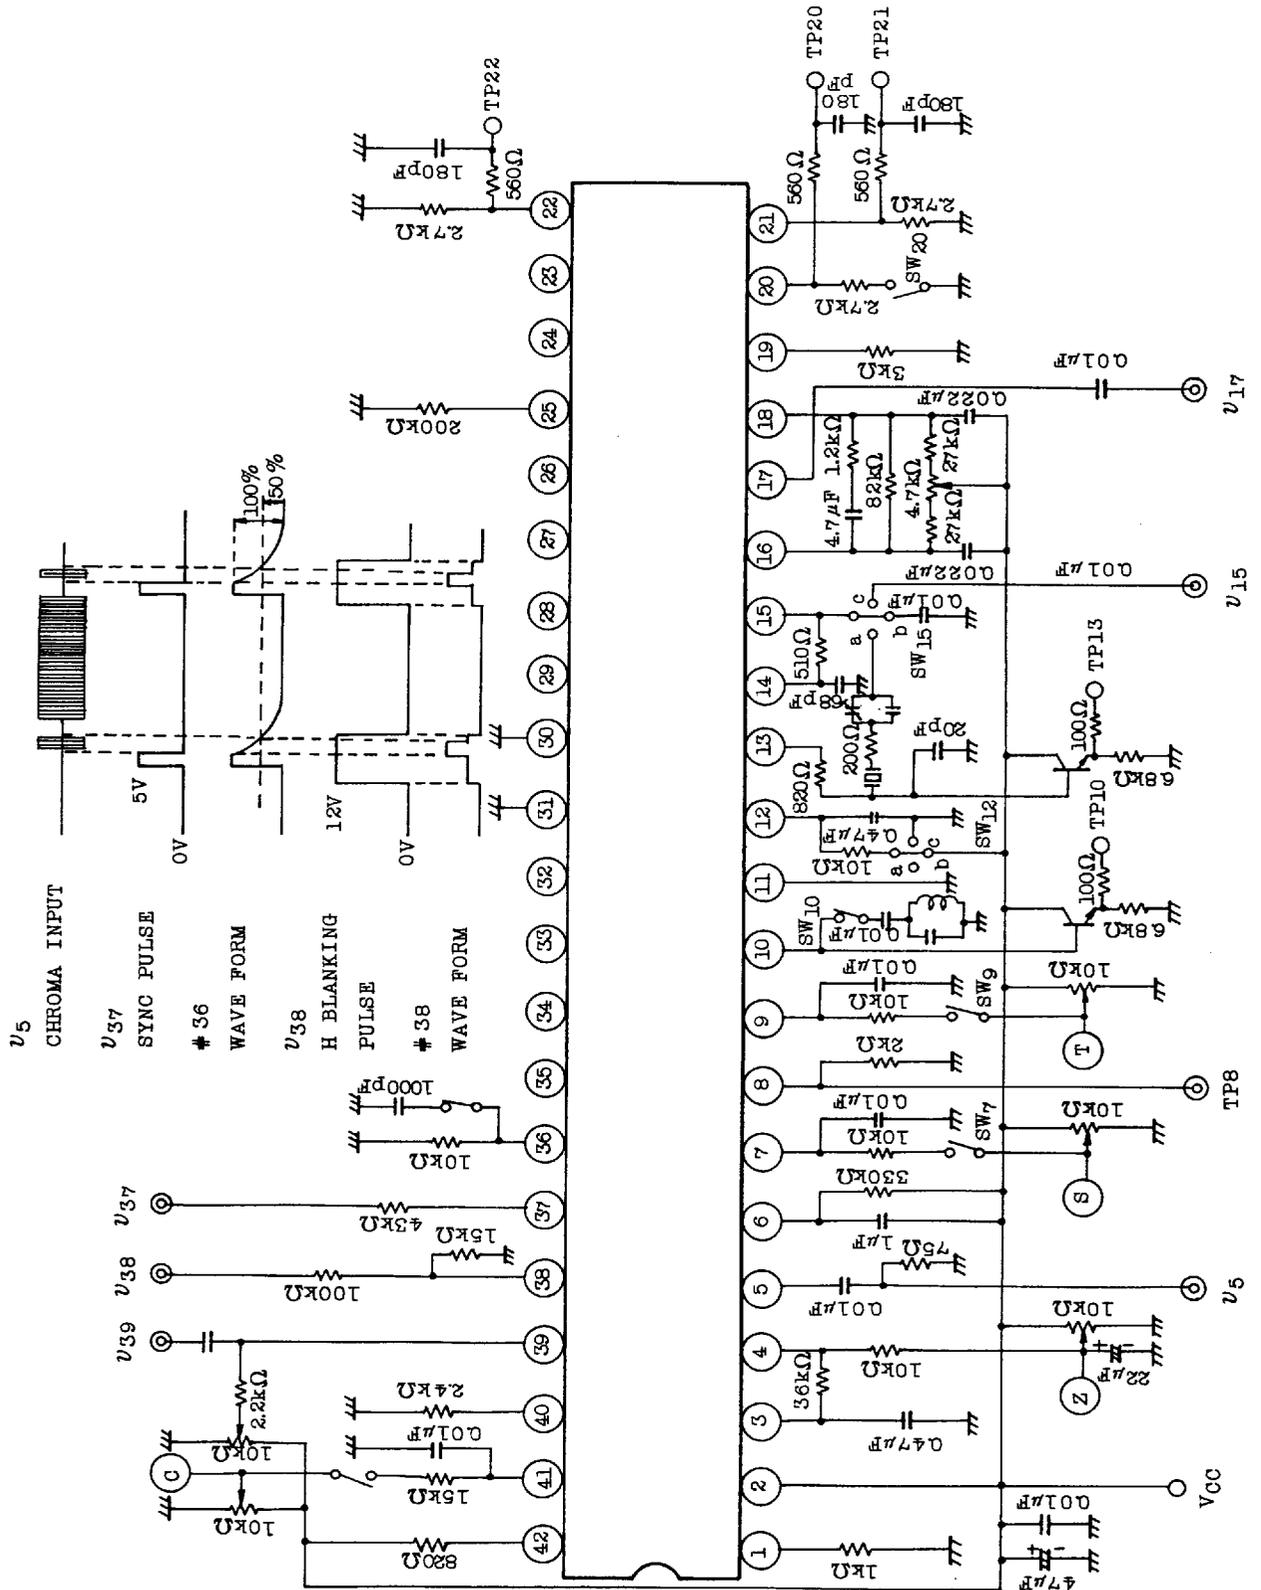 v5
CHROMA INPUT
v37
SYNC PULSE
#36
WAVE FORM
v38
H BLANKING
PULSE
#38
WAVE FORM
5V
0V
12V
0V
100%
50%
TP22
180pF
560Ω
2.7kΩ
200kΩ
1000pF
10kΩ
v37
43kΩ
v38
100kΩ
15kΩ
v39
2.2kΩ
10kΩ
C
10kΩ
2.4kΩ
0.01μF
15kΩ
820Ω
22
23
24
25
26
27
28
29
30
31
32
33
34
35
36
37
38
39
40
41
42
21
20
19
18
17
16
15
14
13
12
11
10
9
8
7
6
5
4
3
2
1
TP20
TP21
180
pF
180pF
560Ω
560Ω
2.7kΩ
SW20
2.7kΩ
3kΩ
0.01μF
v17
0.022μF
1.2kΩ
4.7μF
82kΩ
27kΩ
4.7kΩ
27kΩ
0.022μF
0.01μF
v15
c
a
b
SW15
0.01μF
510Ω
68pF
200Ω
20pF
820Ω
TP13
100Ω
6.8kΩ
0.47μF
10kΩ
a
b
c
SW12
SW10
0.01μF
TP10
100Ω
6.8kΩ
0.01μF
10kΩ
SW9
10kΩ
T
2kΩ
TP8
0.01μF
10kΩ
SW7
10kΩ
S
330kΩ
1μF
75Ω
0.01μF
v5
36kΩ
10kΩ
10kΩ
+
-
22μF
Z
0.47μF
VCC
0.01μF
1kΩ
+
-
47μF